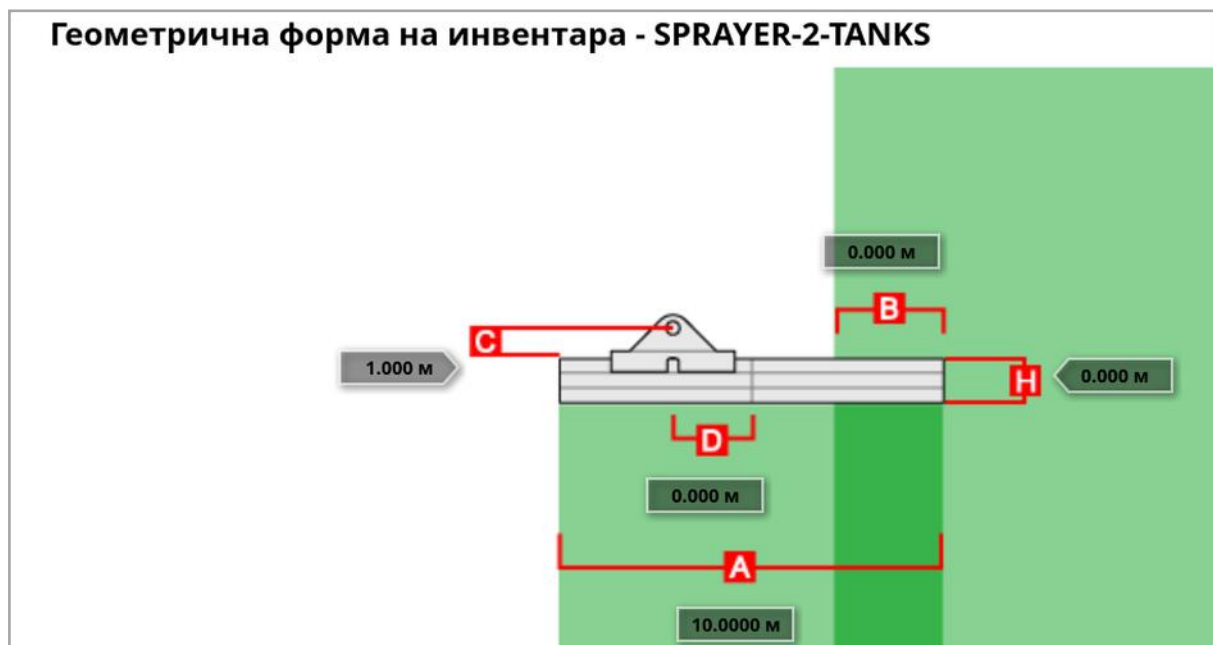 Геометрична форма на инвентара - SPRAYER-2-TANKS
0.000 м
B
C
1.000 м
H
0.000 м
D
0.000 м
A
10.0000 м